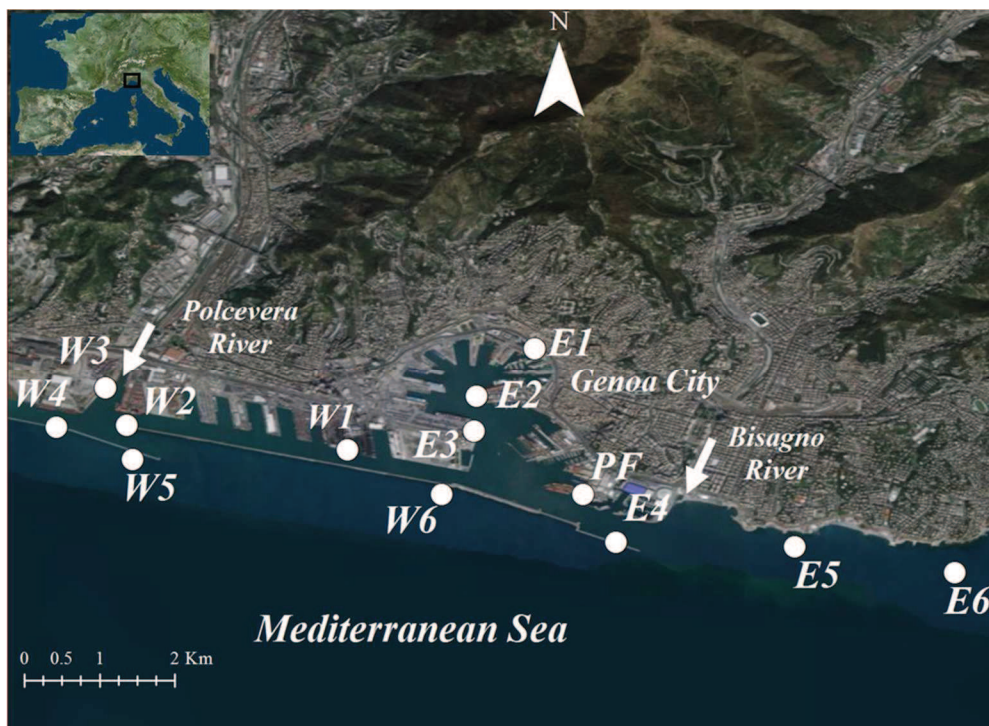 N
Polcevera
River
W3
E1
W4
W2
E2
Genoa City
W1
E3
Bisagno
River
W5
PF
W6
E4
E5
E6
Mediterranean Sea
0 0.5 1 2 Km